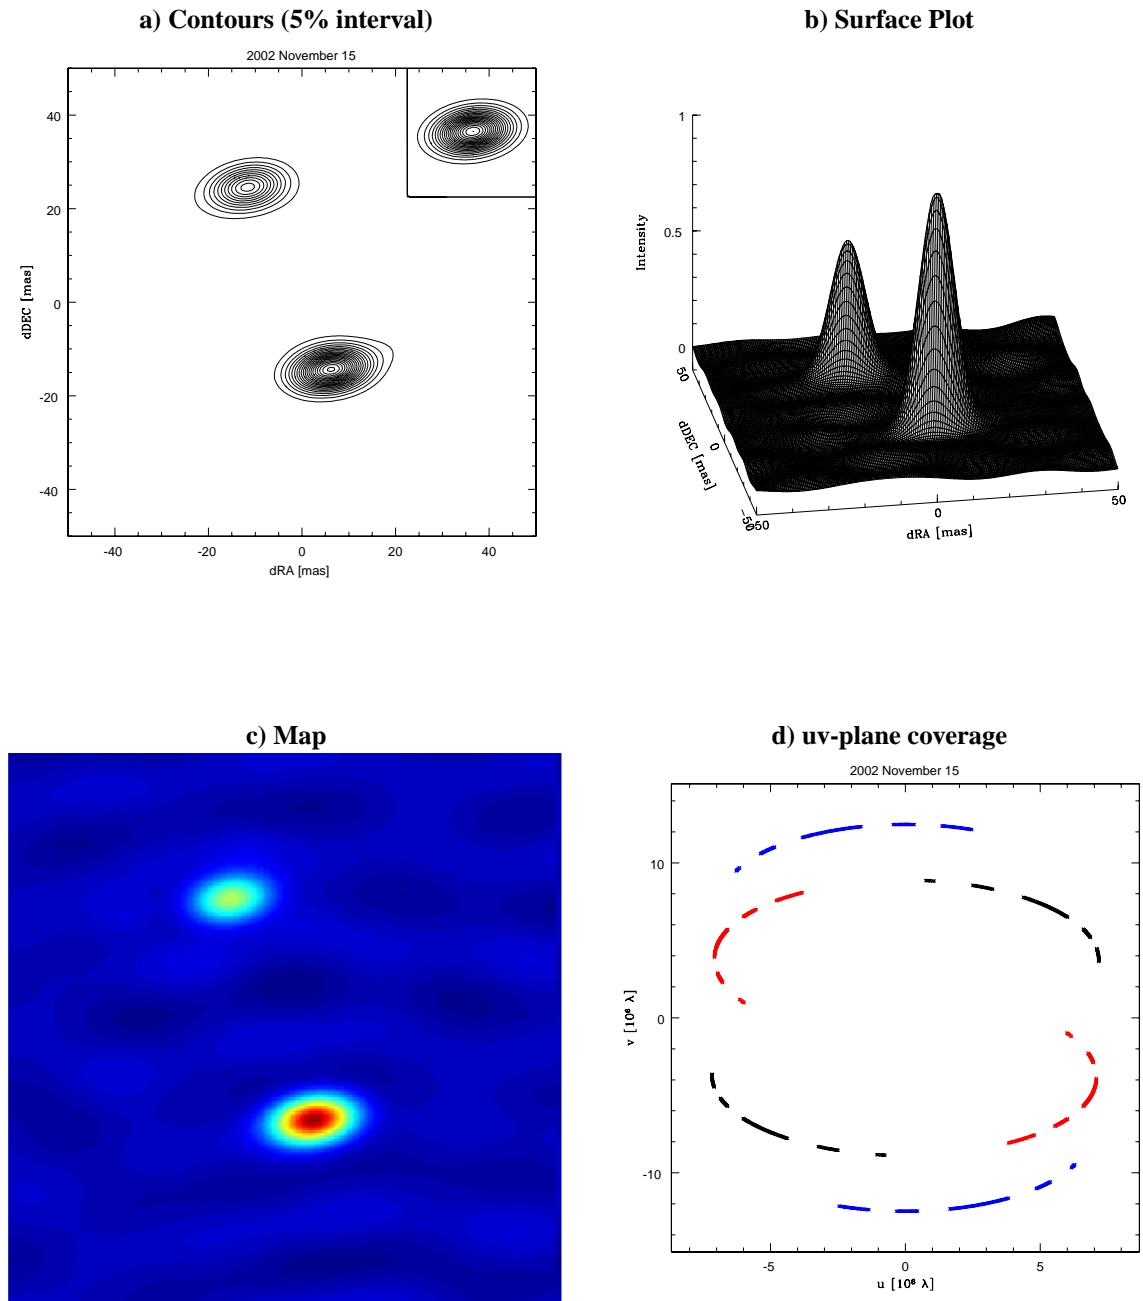 a) Contours (5% interval)
2002 November 15
40
20
0
-20
-40
dDEC [mas]
-40
-20
0
20
40
dRA [mas]
b) Surface Plot
1
0.5
0
Intensity
50
0
-50
dDEC [mas]
-50
0
50
dRA [mas]
c) Map
d) uv-plane coverage
2002 November 15
10
0
-10
v [10⁶ λ]
-5
0
5
u [10⁶ λ]